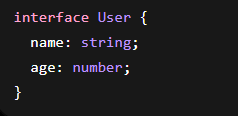 interface User {
  name: string;
  age: number;
}